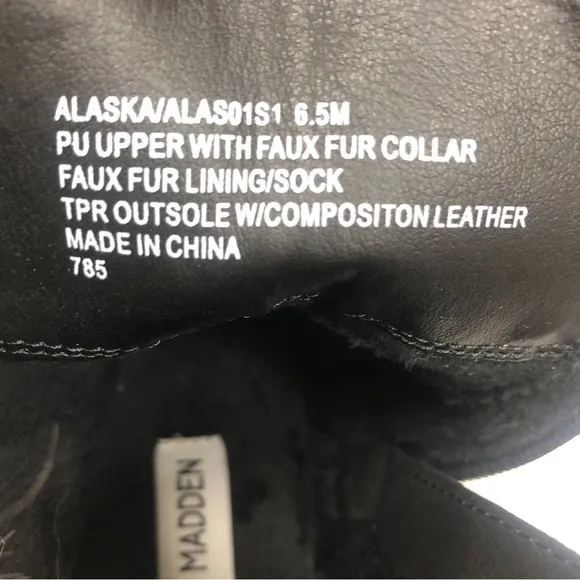 ALASKA/ALAS01S1 6.5M
PU UPPER WITH FAUX FUR COLLAR
FAUX FUR LINING/SOCK
TPR OUTSOLE W/COMPOSITON LEATHER
MADE IN CHINA
785
MADDEN